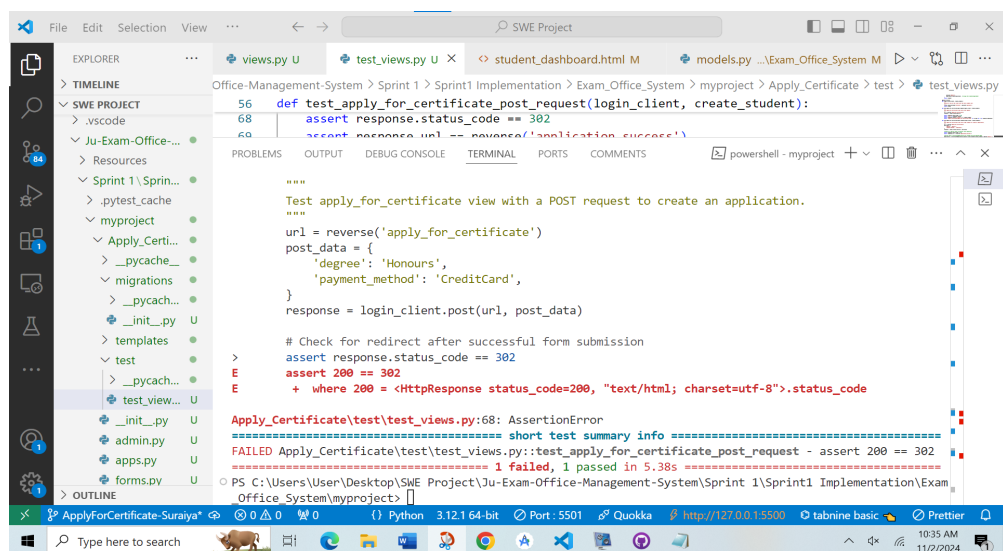 File Edit Selection View ··· SWE Project
EXPLORER ···
views.py U test_views.py U student_dashboard.html M models.py ...\Exam_Office_System M
> TIMELINE
Office-Management-System > Sprint 1 > Sprint1 Implementation > Exam_Office_System > myproject > Apply_Certificate > test > test_views.py
SWE PROJECT
> .vscode
Ju-Exam-Office-...
> Resources
Sprint 1 \ Sprin...
> .pytest_cache
myproject
Apply_Certi...
> __pycache__
migrations
> __pycach...
__init__.py U
> templates
test
> __pycach...
test_view... U
__init__.py U
admin.py U
apps.py U
forms.py U
> OUTLINE
84
1
1
1
56 def test_apply_for_certificate_post_request(login_client, create_student):
68 assert response.status_code == 302
69 assert response.url == reverse('application_success')
PROBLEMS OUTPUT DEBUG CONSOLE TERMINAL PORTS COMMENTS powershell - myproject
"""
Test apply_for_certificate view with a POST request to create an application.
"""
url = reverse('apply_for_certificate')
post_data = {
'degree': 'Honours',
'payment_method': 'CreditCard',
}
response = login_client.post(url, post_data)
# Check for redirect after successful form submission
> assert response.status_code == 302
E assert 200 == 302
E + where 200 = <HttpResponse status_code=200, "text/html; charset=utf-8">.status_code
Apply_Certificate\test\test_views.py:68: AssertionError
======================================== short test summary info ========================================
FAILED Apply_Certificate\test\test_views.py::test_apply_for_certificate_post_request - assert 200 == 302
====================================== 1 failed, 1 passed in 5.38s ======================================
PS C:\Users\User\Desktop\SWE Project\Ju-Exam-Office-Management-System\Sprint 1\Sprint1 Implementation\Exam
_Office_System\myproject>
ApplyForCertificate-Suraiya* 0 0 0 {} Python 3.12.1 64-bit Port : 5501 Quokka http://127.0.0.1:5500 tabnine basic Prettier
Type here to search
10:35 AM
11/2/2024